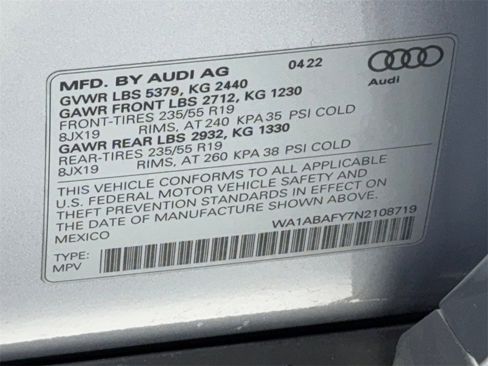 MFD. BY AUDI AG 0422
GVWR LBS 5379, KG 2440
GAWR FRONT LBS 2712, KG 1230
FRONT-TIRES 235/55 R19
8JX19 RIMS, AT 240 KPA 35 PSI COLD
GAWR REAR LBS 2932, KG 1330
REAR-TIRES 235/55 R19
8JX19 RIMS, AT 260 KPA 38 PSI COLD
THIS VEHICLE CONFORMS TO ALL APPLICABLE
U.S. FEDERAL MOTOR VEHICLE SAFETY AND
THEFT PREVENTION STANDARDS IN EFFECT ON
THE DATE OF MANUFACTURE SHOWN ABOVE.
MEXICO WA1ABAFY7N2108719
TYPE:
MPV